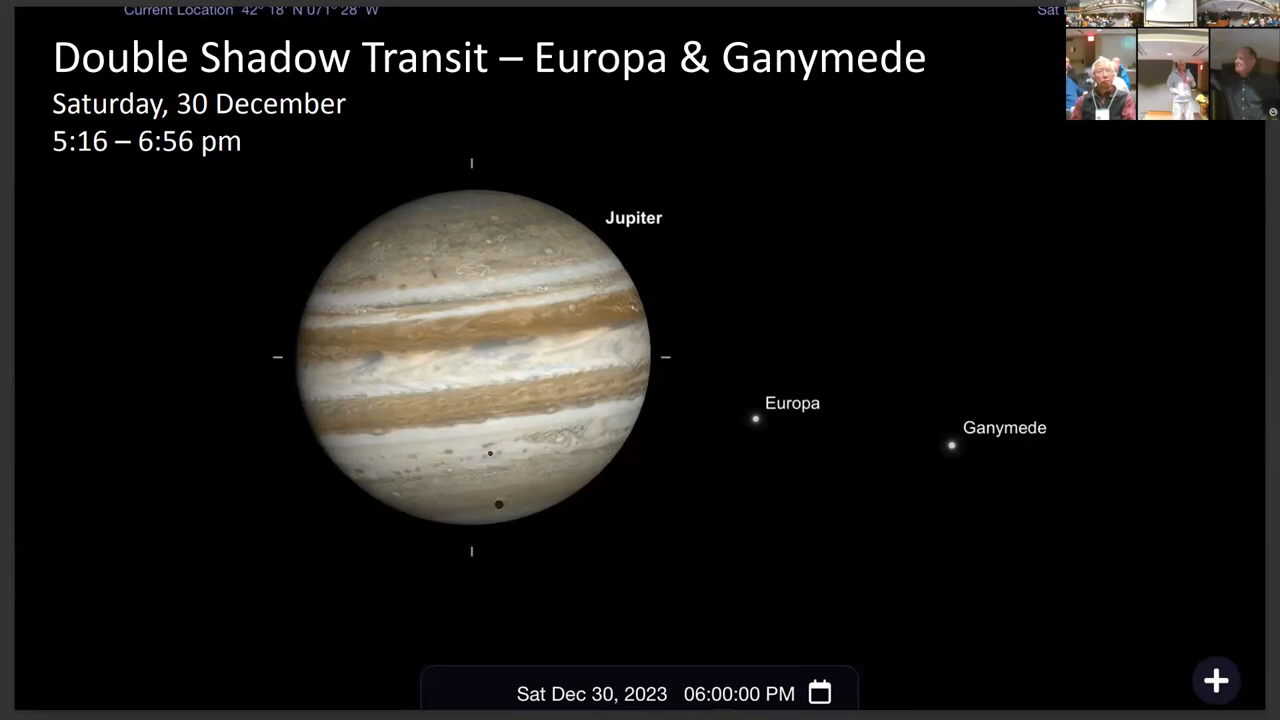 Current Location 42° 18' N 071° 28' W
Sat
Double Shadow Transit – Europa & Ganymede
Saturday, 30 December
5:16 – 6:56 pm
Jupiter
Europa
Ganymede
Sat Dec 30, 2023 06:00:00 PM